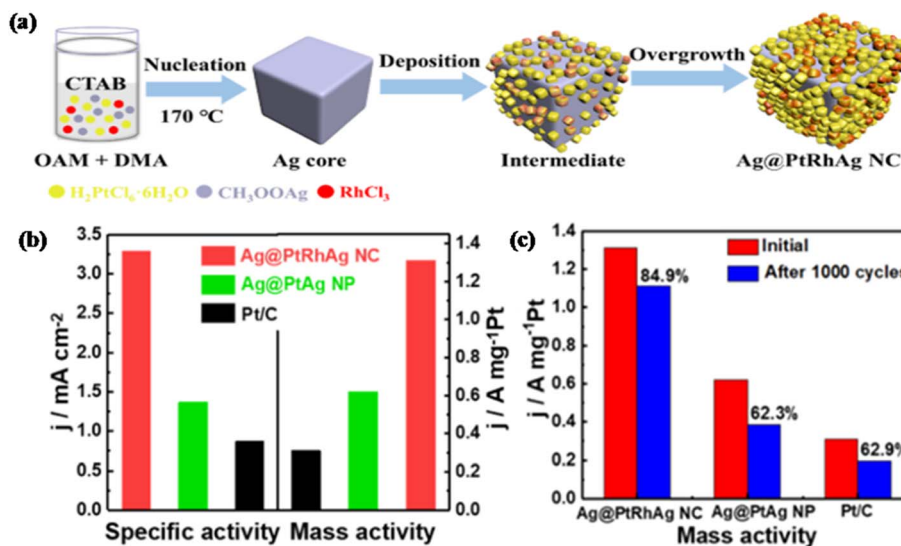 (a)
CTAB
OAM + DMA
Nucleation
170 °C
Ag core
Deposition
Intermediate
Overgrowth
Ag@PtRhAg NC
H₂PtCl₆·6H₂O
CH₃OOAg
RhCl₃
(b)
j / mA cm⁻²
3.5
3.0
2.5
2.0
1.5
1.0
0.5
0.0
Ag@PtRhAg NC
Ag@PtAg NP
Pt/C
1.4
1.2
1.0
0.8
0.6
0.4
0.2
0.0
j / A mg⁻¹Pt
Specific activity
Mass activity
(c)
j / A mg⁻¹Pt
1.4
1.2
1.0
0.8
0.6
0.4
0.2
0.0
Initial
After 1000 cycles
84.9%
62.3%
62.9%
Ag@PtRhAg NC
Ag@PtAg NP
Pt/C
Mass activity